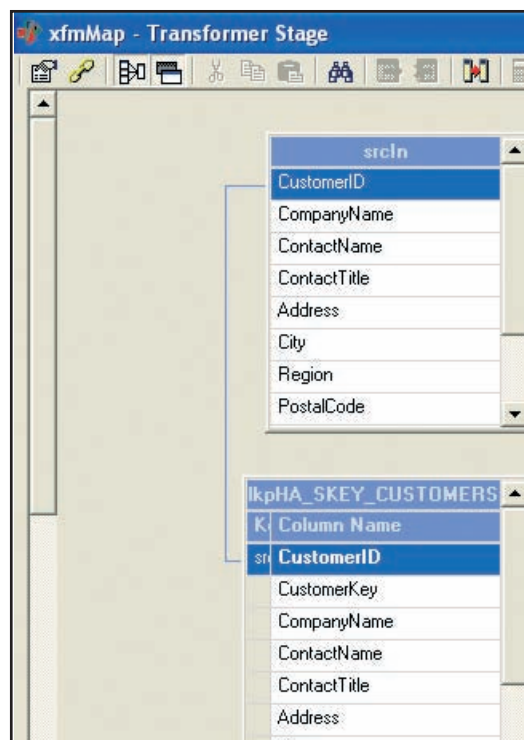 xfmMap - Transformer Stage
srcIn
CustomerID
CompanyName
ContactName
ContactTitle
Address
City
Region
PostalCode
lkpHA_SKEY_CUSTOMERS
Column Name
CustomerID
CustomerKey
CompanyName
ContactName
ContactTitle
Address